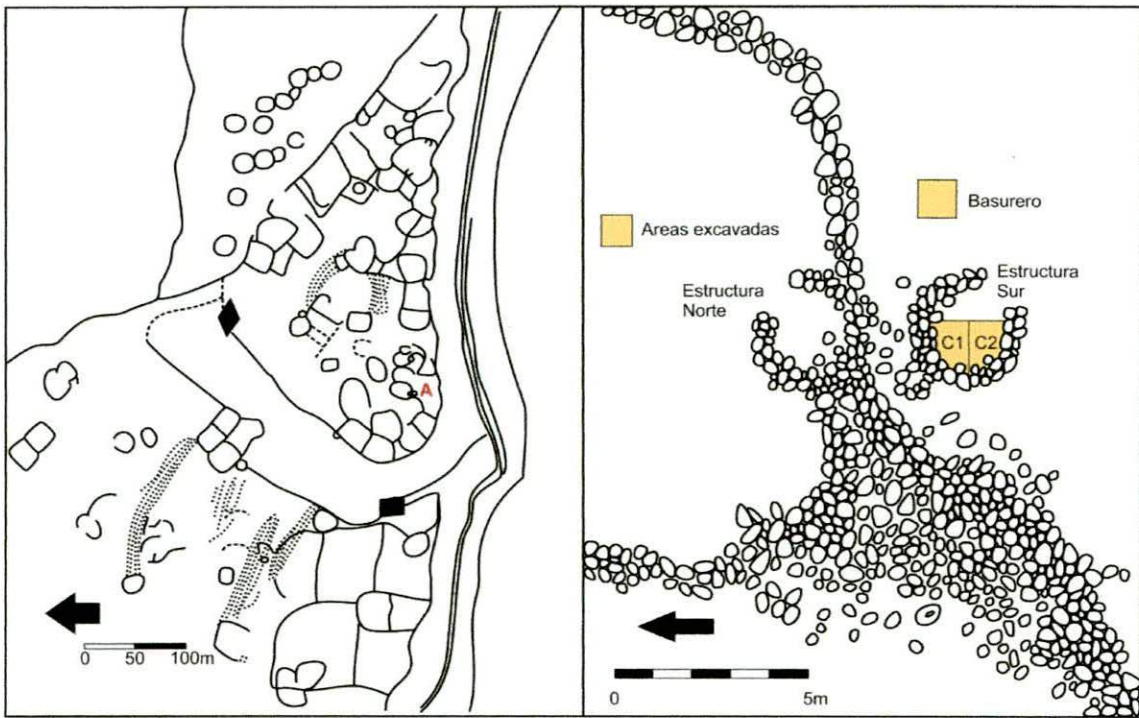 A
0 50 100m
Areas excavadas
Basurero
Estructura
Norte
Estructura
Sur
C1 C2
0 5m